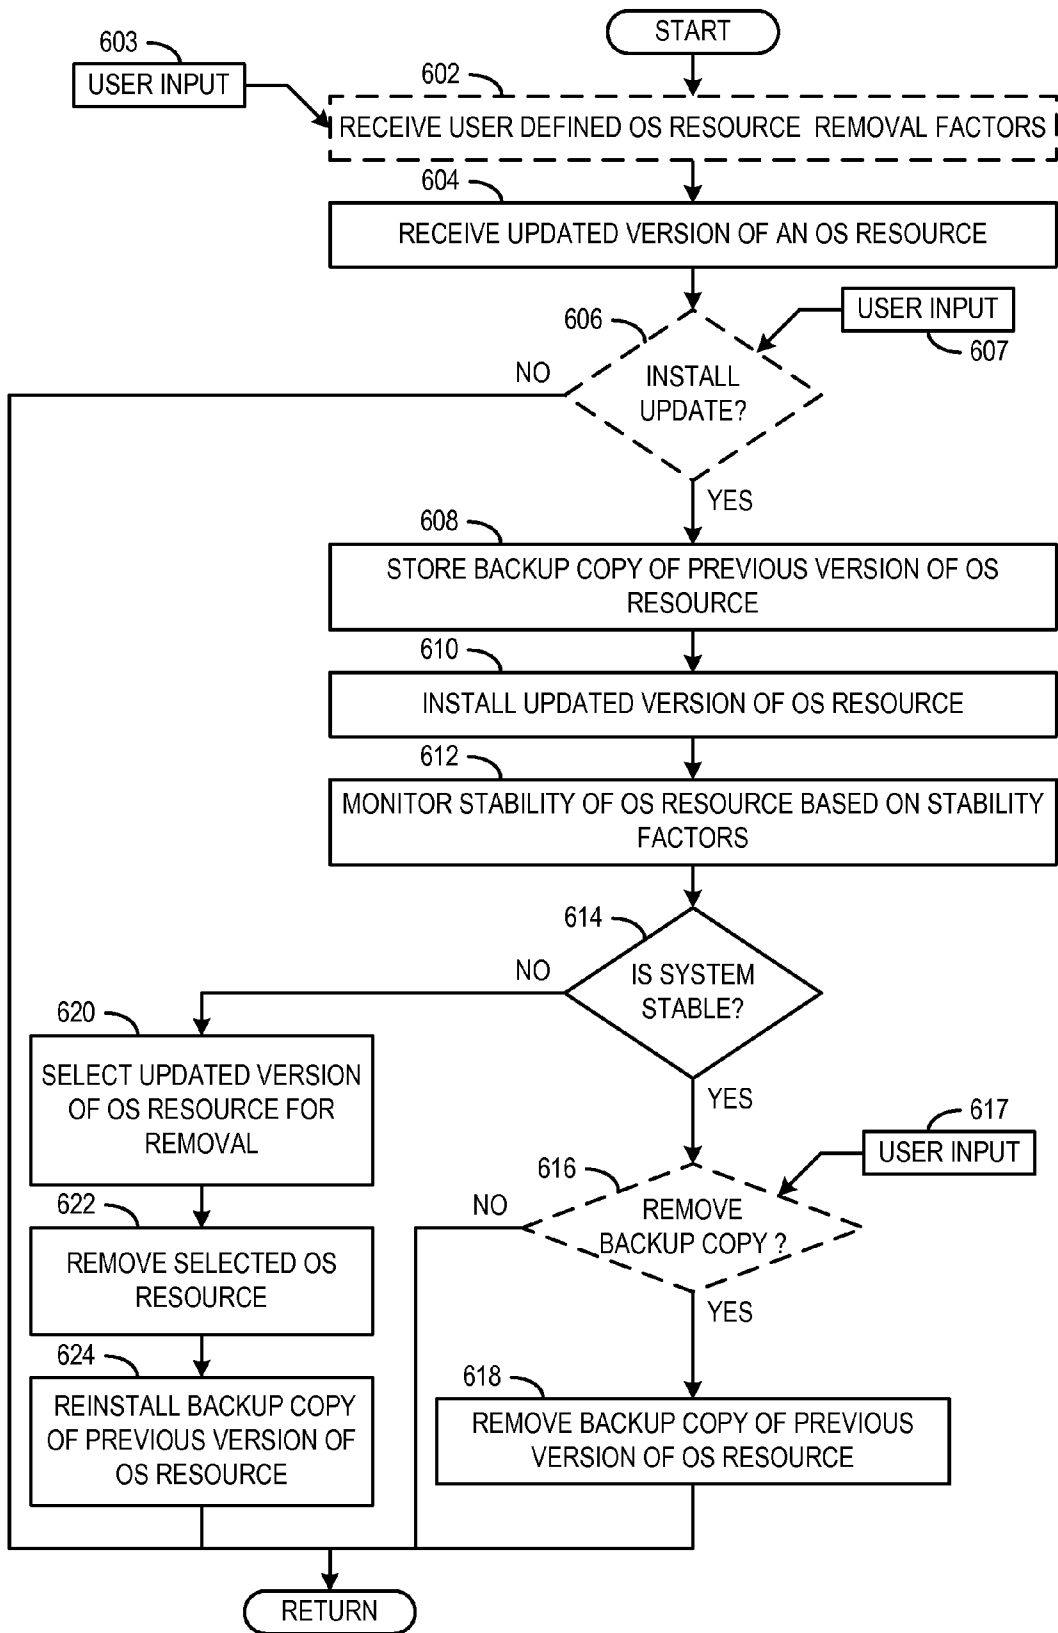 START
603
USER INPUT
602
RECEIVE USER DEFINED OS RESOURCE REMOVAL FACTORS
604
RECEIVE UPDATED VERSION OF AN OS RESOURCE
606
USER INPUT
607
NO
INSTALL
UPDATE?
YES
608
STORE BACKUP COPY OF PREVIOUS VERSION OF OS
RESOURCE
610
INSTALL UPDATED VERSION OF OS RESOURCE
612
MONITOR STABILITY OF OS RESOURCE BASED ON STABILITY
FACTORS
614
NO
IS SYSTEM
STABLE?
YES
620
SELECT UPDATED VERSION
OF OS RESOURCE FOR
REMOVAL
617
USER INPUT
616
NO
REMOVE
BACKUP COPY ?
YES
622
REMOVE SELECTED OS
RESOURCE
624
REINSTALL BACKUP COPY
OF PREVIOUS VERSION OF
OS RESOURCE
618
REMOVE BACKUP COPY OF PREVIOUS
VERSION OF OS RESOURCE
RETURN